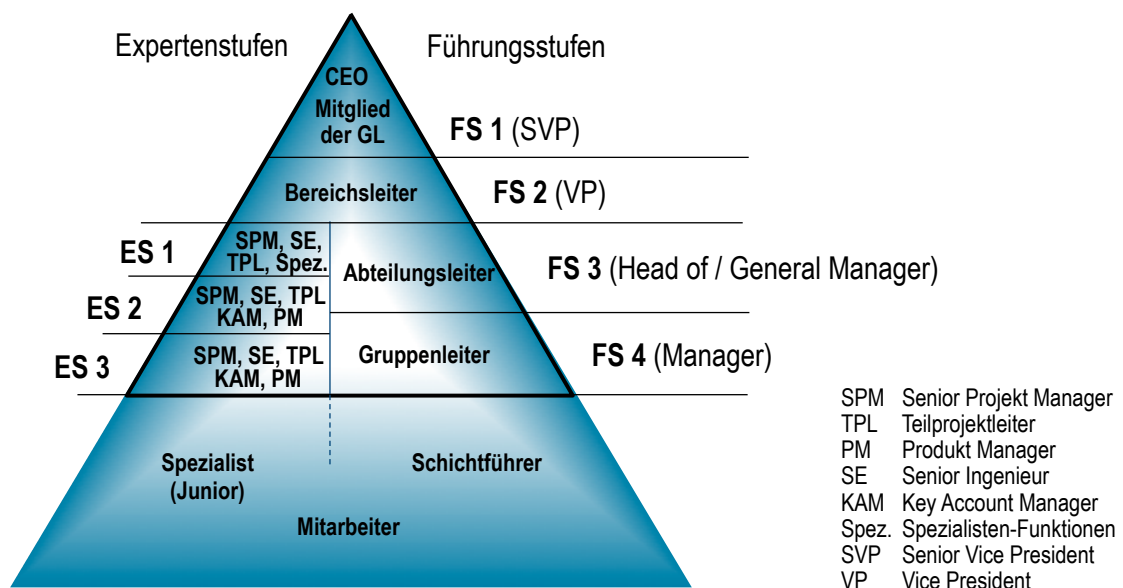 Expertenstufen
Führungsstufen
CEO
Mitglied
der GL
FS 1 (SVP)
Bereichsleiter
FS 2 (VP)
ES 1
SPM, SE,
TPL, Spez.
Abteilungsleiter
FS 3 (Head of / General Manager)
ES 2
SPM, SE, TPL
KAM, PM
ES 3
SPM, SE, TPL
KAM, PM
Gruppenleiter
FS 4 (Manager)
Spezialist
(Junior)
Schichtführer
Mitarbeiter
SPM Senior Projekt Manager
TPL Teilprojektleiter
PM Produkt Manager
SE Senior Ingenieur
KAM Key Account Manager
Spez. Spezialisten-Funktionen
SVP Senior Vice President
VP Vice President